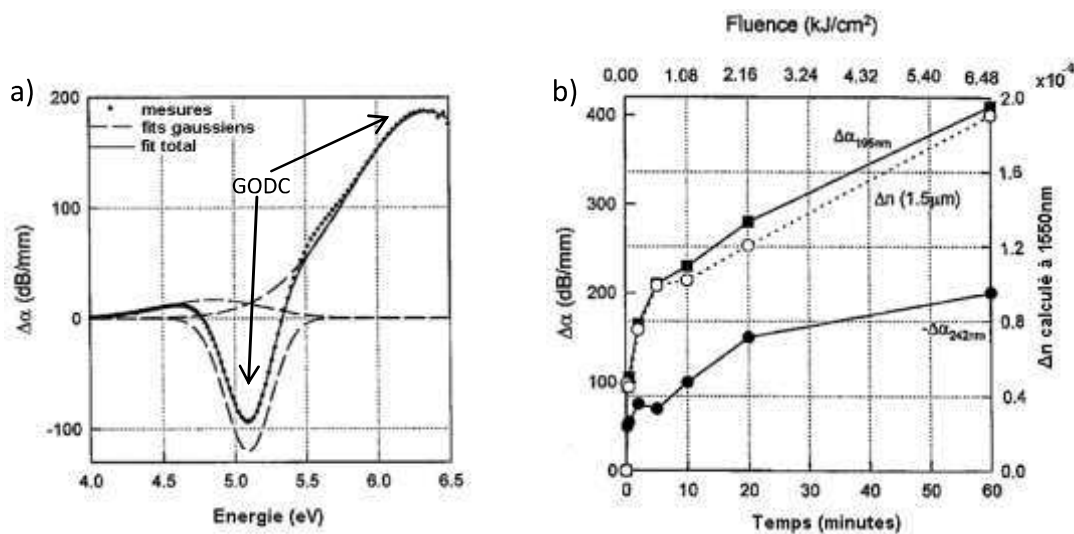 a)
200
100
0
-100
Δα (dB/mm)
mesures
fits gaussiens
fit total
GODC
4.0 4.5 5.0 5.5 6.0 6.5
Energie (eV)
b)
Fluence (kJ/cm²)
0,00 1.08 2.16 3.24 4,32 5,40 6,48
x10⁻⁴
400
300
200
100
0
Δα (dB/mm)
Δα195nm
Δn (1.5μm)
-Δα242nm
2.0
1.6
1.2
0.8
0.4
0.0
Δn calculé à 1550nm
0 10 20 30 40 50 60
Temps (minutes)